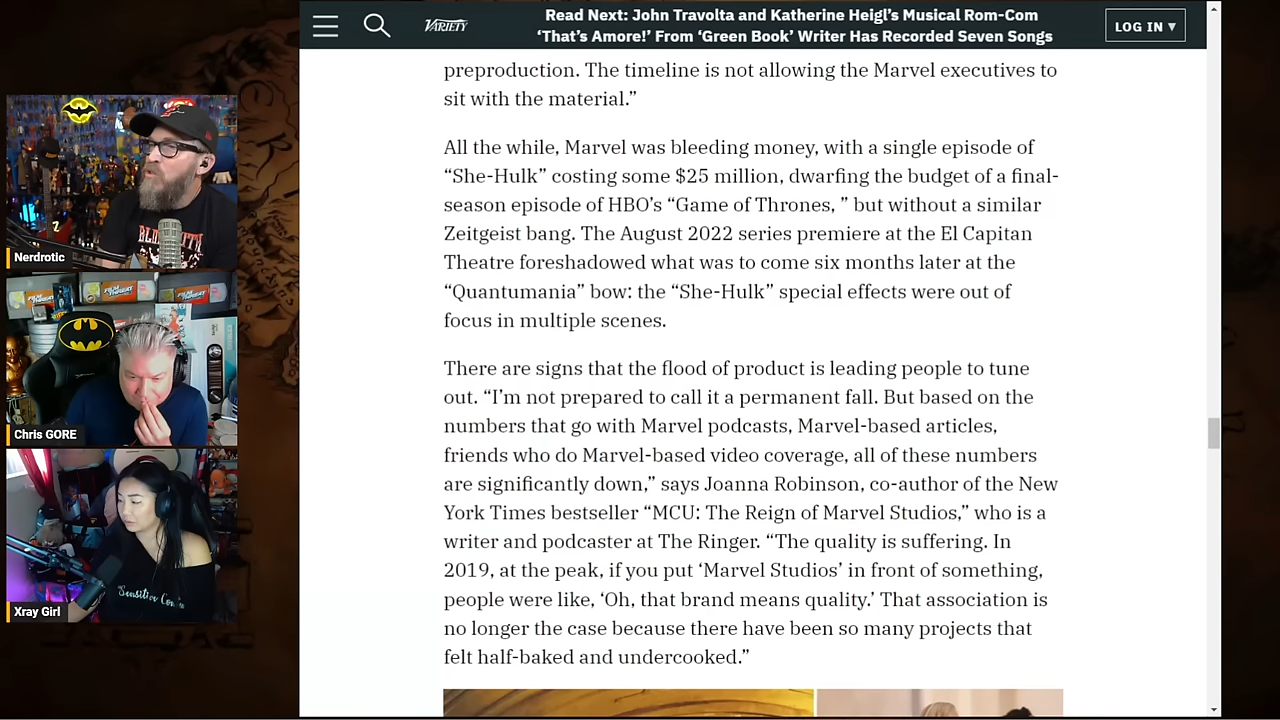 Read Next: John Travolta and Katherine Heigl's Musical Rom-Com
'That's Amore!' From 'Green Book' Writer Has Recorded Seven Songs
VARIETY
LOG IN ▾
preproduction. The timeline is not allowing the Marvel executives to
sit with the material.”
All the while, Marvel was bleeding money, with a single episode of
“She-Hulk” costing some $25 million, dwarfing the budget of a final-
season episode of HBO’s “Game of Thrones, ” but without a similar
Zeitgeist bang. The August 2022 series premiere at the El Capitan
Theatre foreshadowed what was to come six months later at the
“Quantumania” bow: the “She-Hulk” special effects were out of
focus in multiple scenes.
There are signs that the flood of product is leading people to tune
out. “I’m not prepared to call it a permanent fall. But based on the
numbers that go with Marvel podcasts, Marvel-based articles,
friends who do Marvel-based video coverage, all of these numbers
are significantly down,” says Joanna Robinson, co-author of the New
York Times bestseller “MCU: The Reign of Marvel Studios,” who is a
writer and podcaster at The Ringer. “The quality is suffering. In
2019, at the peak, if you put ‘Marvel Studios’ in front of something,
people were like, ‘Oh, that brand means quality.’ That association is
no longer the case because there have been so many projects that
felt half-baked and undercooked.”
Nerdrotic
Chris GORE
Xray Girl